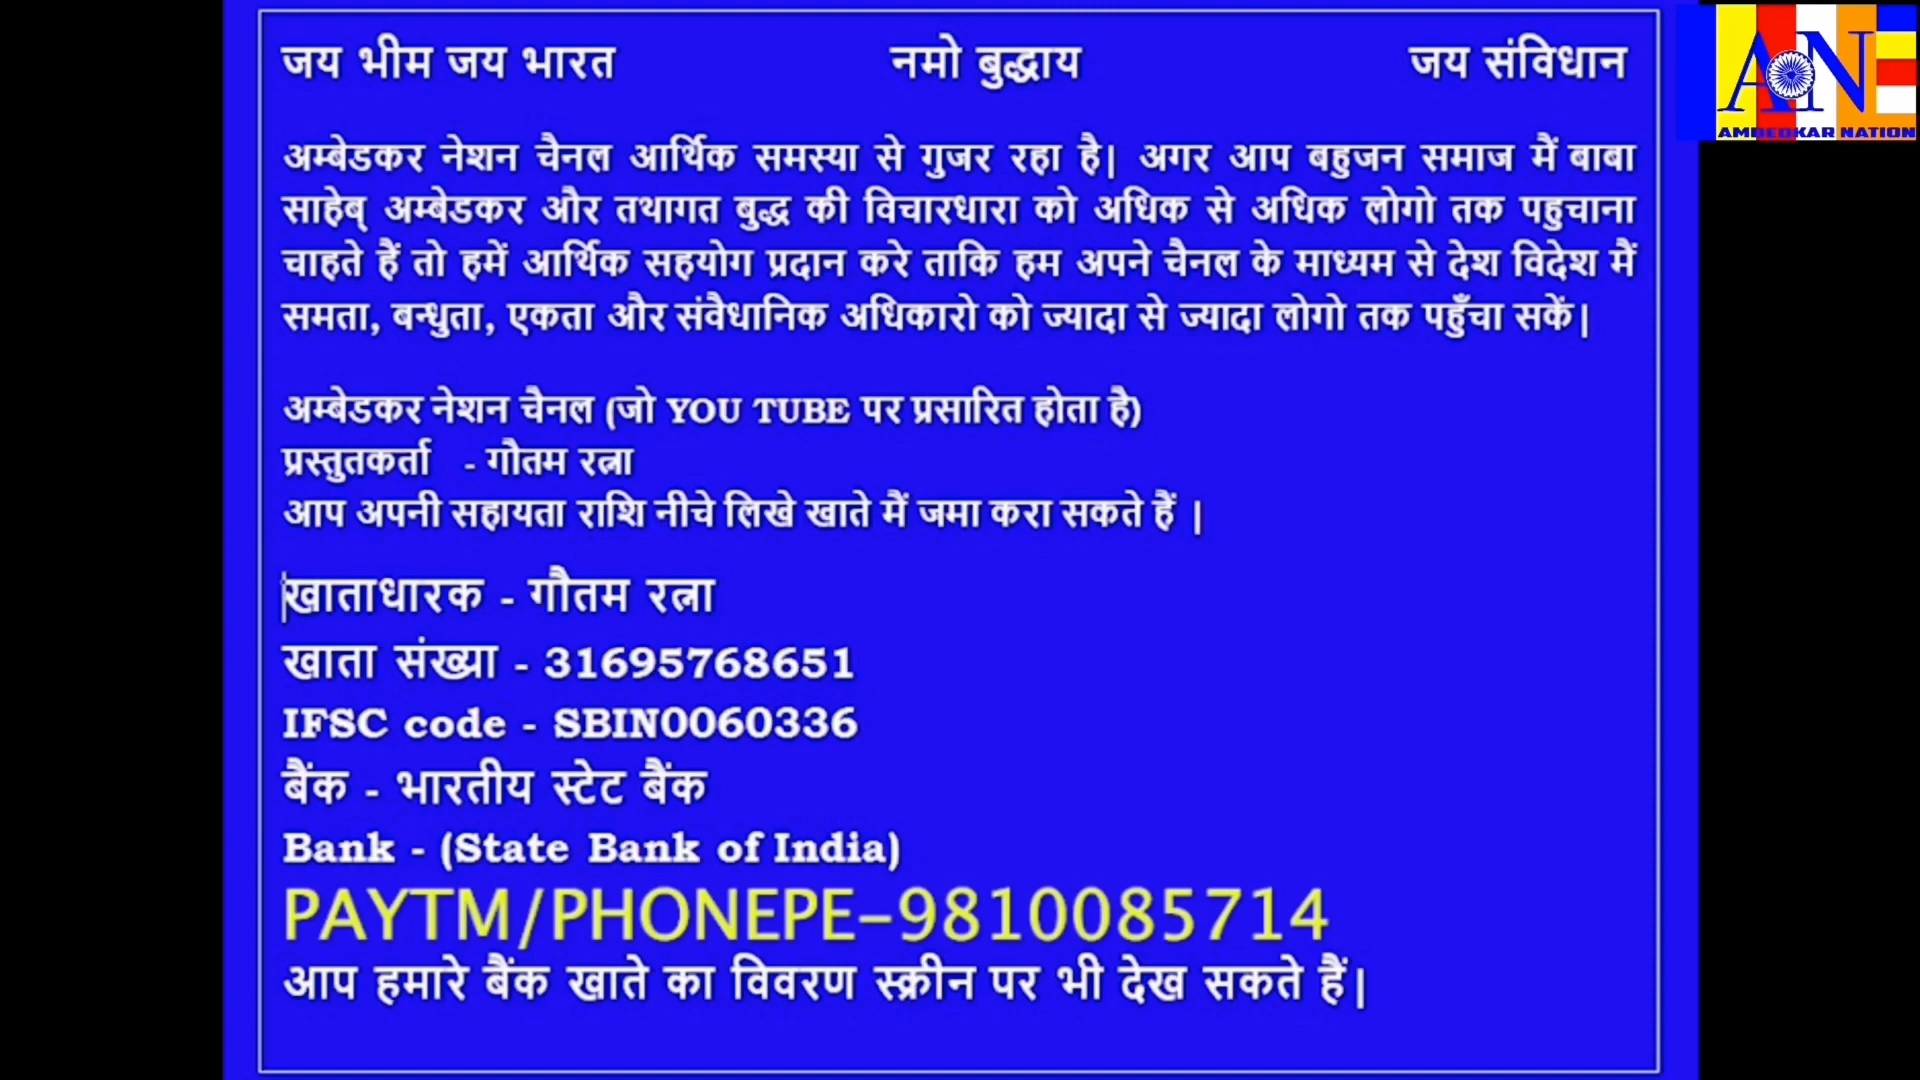 जय भीम जय भारत नमो बुद्धाय जय संविधान
AN
AMBEDKAR NATION
अम्बेडकर नेशन चैनल आर्थिक समस्या से गुजर रहा है| अगर आप बहुजन समाज मैं बाबा
साहेब् अम्बेडकर और तथागत बुद्ध की विचारधारा को अधिक से अधिक लोगो तक पहुचाना
चाहते हैं तो हमें आर्थिक सहयोग प्रदान करे ताकि हम अपने चैनल के माध्यम से देश विदेश मैं
समता, बन्धुता, एकता और संवैधानिक अधिकारो को ज्यादा से ज्यादा लोगो तक पहुँचा सकें|
अम्बेडकर नेशन चैनल (जो YOU TUBE पर प्रसारित होता है)
प्रस्तुतकर्ता - गौतम रत्ना
आप अपनी सहायता राशि नीचे लिखे खाते मैं जमा करा सकते हैं |
खाताधारक - गौतम रत्ना
खाता संख्या - 31695768651
IFSC code - SBIN0060336
बैंक - भारतीय स्टेट बैंक
Bank - (State Bank of India)
PAYTM/PHONEPE-9810085714
आप हमारे बैंक खाते का विवरण स्क्रीन पर भी देख सकते हैं|